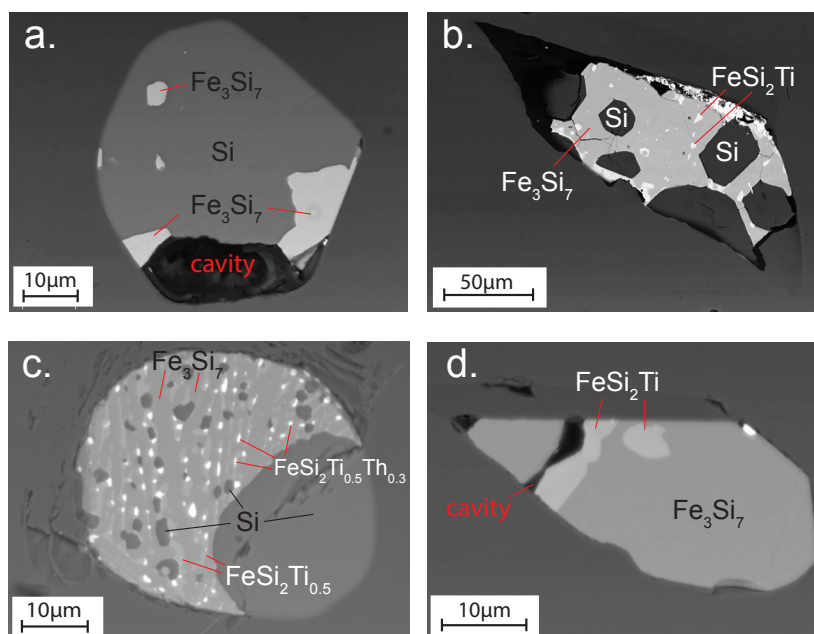 a.
Fe₃Si₇
Si
Fe₃Si₇
cavity
10µm
b.
FeSi₂Ti
Si
Si
Fe₃Si₇
50µm
c.
Fe₃Si₇
FeSi₂Ti₀.₅Th₀.₃
Si
FeSi₂Ti₀.₅
10µm
d.
FeSi₂Ti
cavity
Fe₃Si₇
10µm